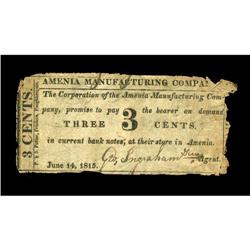 AMENIA MANUFACTURING COMPA
The Corporation of the Amenia Manufacturing Com-
pany, promise to pay the bearer on demand
THREE 3 CENTS,
in current bank notes, at their store in Amenia.
June 14, 1815. Agent.
3 CENTS.